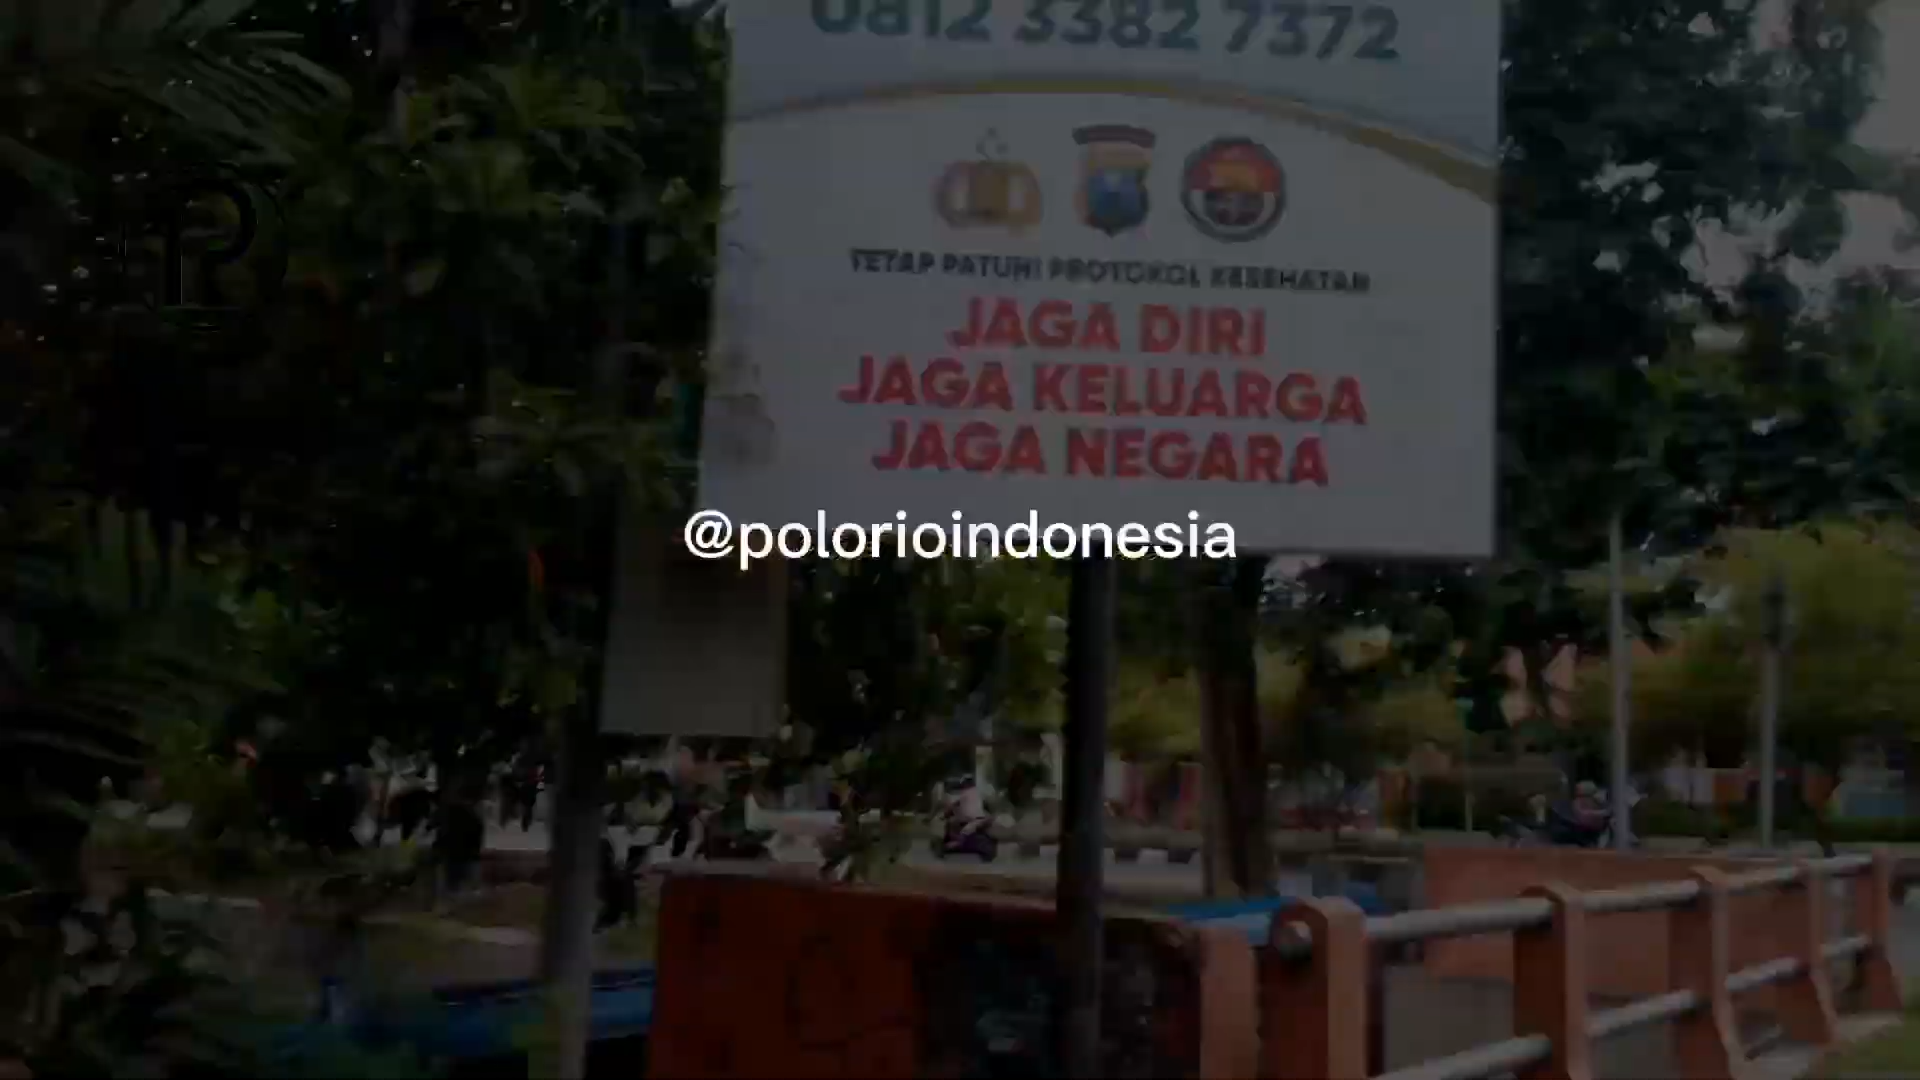 0812 3382 7372
TETAP PATUHI PROTOKOL KESEHATAN
JAGA DIRI
JAGA KELUARGA
JAGA NEGARA
@polorioindonesia